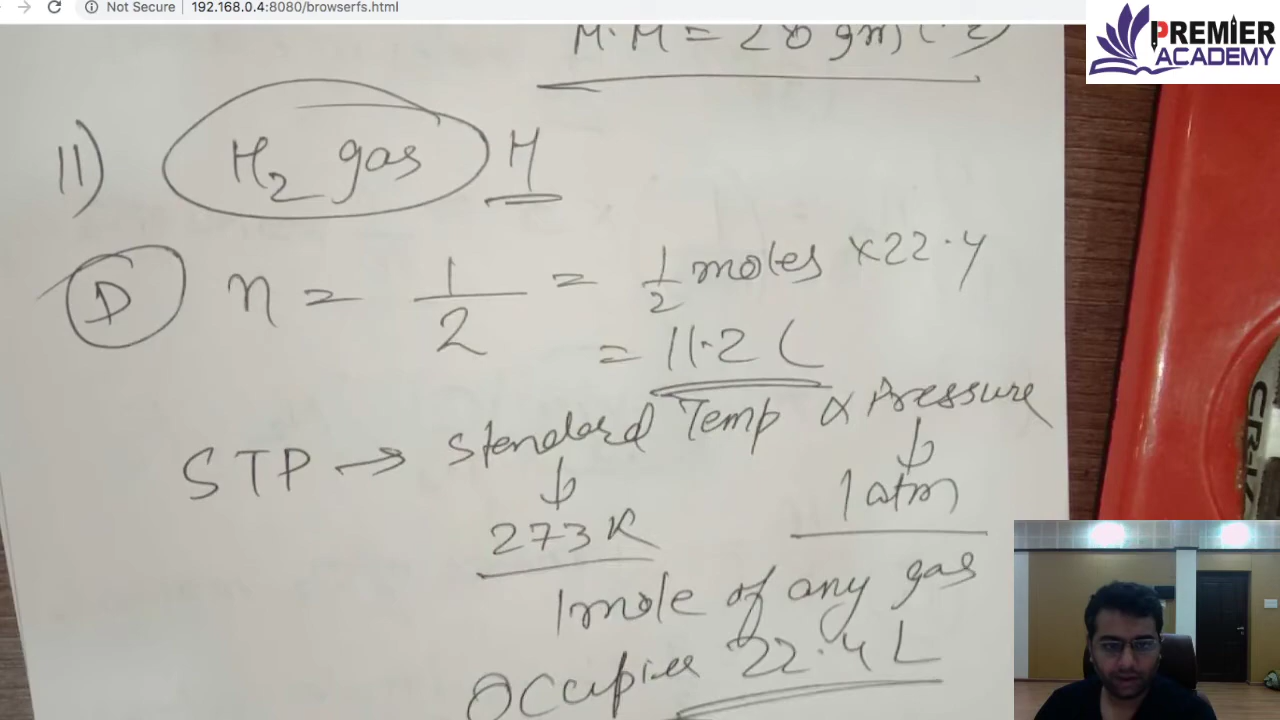 Not Secure | 192.168.0.4:8080/browserfs.html
PREMIER
ACADEMY
M.M = 28 gm
11) H2 gas H
D n = 1/2 = 1/2 moles x 22.4
= 11.2 L
STP → Standard Temp & Pressure
273 K 1 atm
1 mole of any gas
Occupies 22.4 L